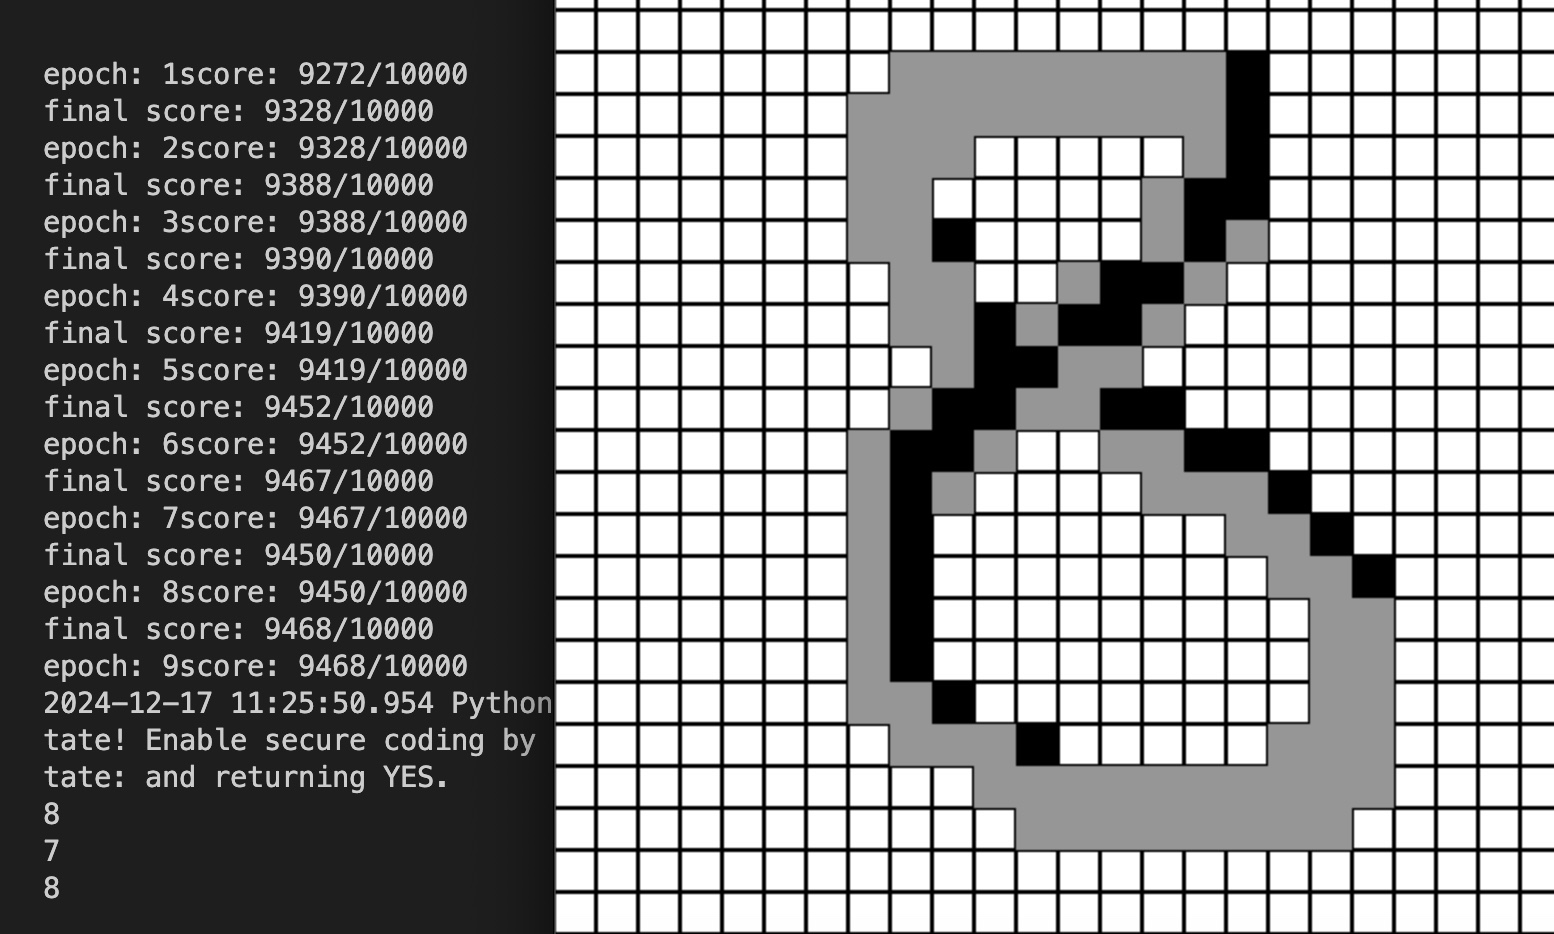 epoch: 1score: 9272/10000
final score: 9328/10000
epoch: 2score: 9328/10000
final score: 9388/10000
epoch: 3score: 9388/10000
final score: 9390/10000
epoch: 4score: 9390/10000
final score: 9419/10000
epoch: 5score: 9419/10000
final score: 9452/10000
epoch: 6score: 9452/10000
final score: 9467/10000
epoch: 7score: 9467/10000
final score: 9450/10000
epoch: 8score: 9450/10000
final score: 9468/10000
epoch: 9score: 9468/10000
2024-12-17 11:25:50.954 Python
tate! Enable secure coding by
tate: and returning YES.
8
7
8
8